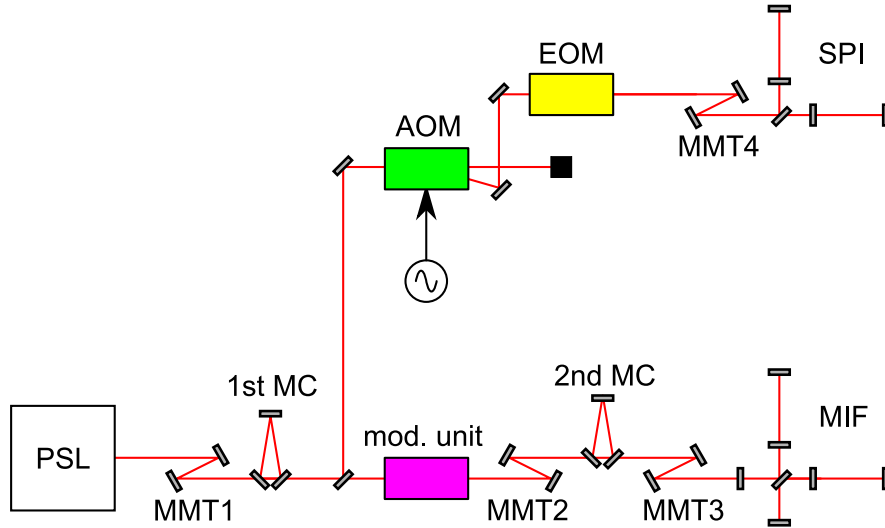 EOM
SPI
AOM
MMT4
1st MC
2nd MC
MIF
mod. unit
PSL
MMT1
MMT2
MMT3